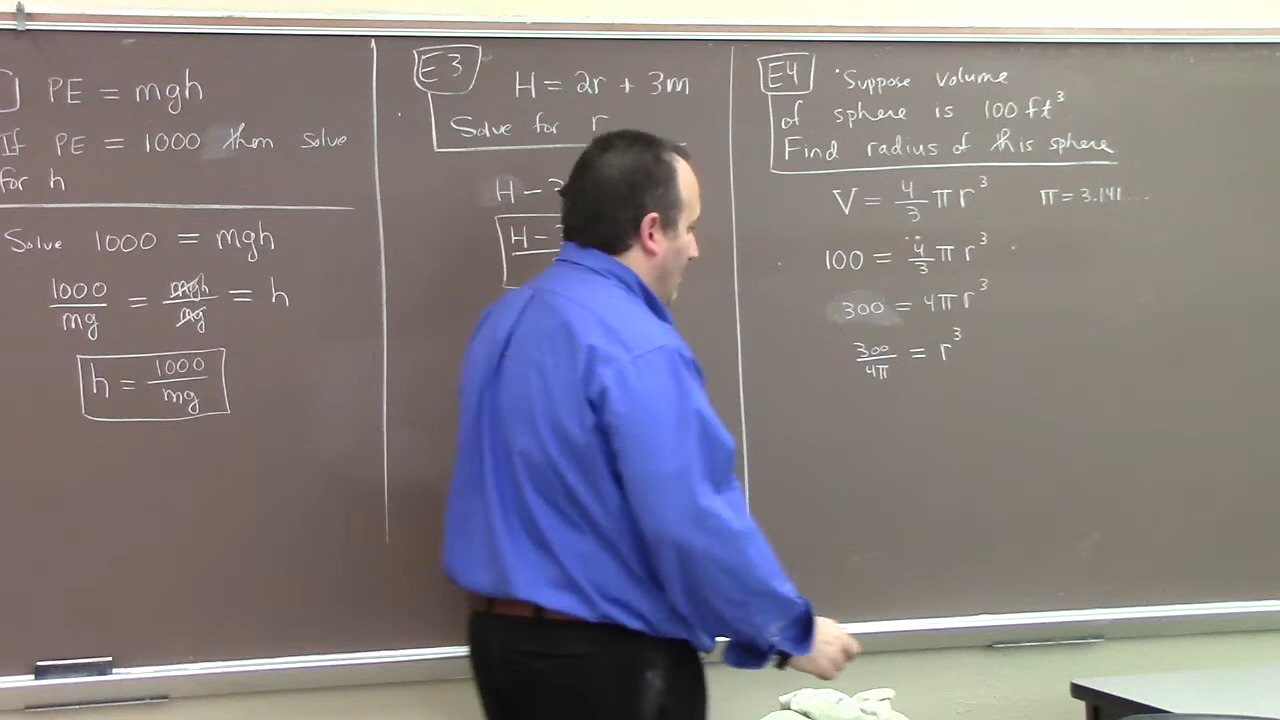 PE = mgh
If PE = 1000 then solve
for h
Solve 1000 = mgh
1000/mg = mgh/mg = h
h = 1000/mg
E3
H = 2r + 3m
Solve for r
H -
H -
E4 Suppose volume
of sphere is 100 ft³
Find radius of this sphere
V = 4/3 π r³ π = 3.141...
100 = 4/3 π r³
300 = 4π r³
300/4π = r³